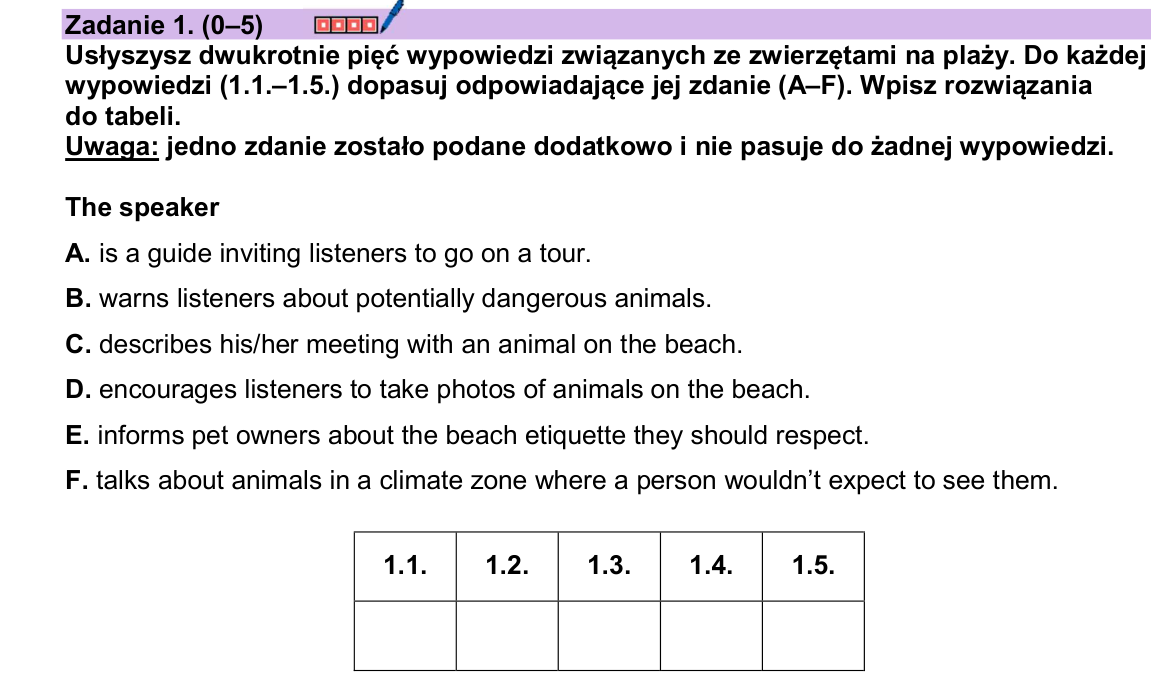 Zadanie 1. (0–5)
Usłyszysz dwukrotnie pięć wypowiedzi związanych ze zwierzętami na plaży. Do każdej
wypowiedzi (1.1.–1.5.) dopasuj odpowiadające jej zdanie (A–F). Wpisz rozwiązania
do tabeli.
Uwaga: jedno zdanie zostało podane dodatkowo i nie pasuje do żadnej wypowiedzi.
The speaker
A. is a guide inviting listeners to go on a tour.
B. warns listeners about potentially dangerous animals.
C. describes his/her meeting with an animal on the beach.
D. encourages listeners to take photos of animals on the beach.
E. informs pet owners about the beach etiquette they should respect.
F. talks about animals in a climate zone where a person wouldn’t expect to see them.
1.1. 1.2. 1.3. 1.4. 1.5.